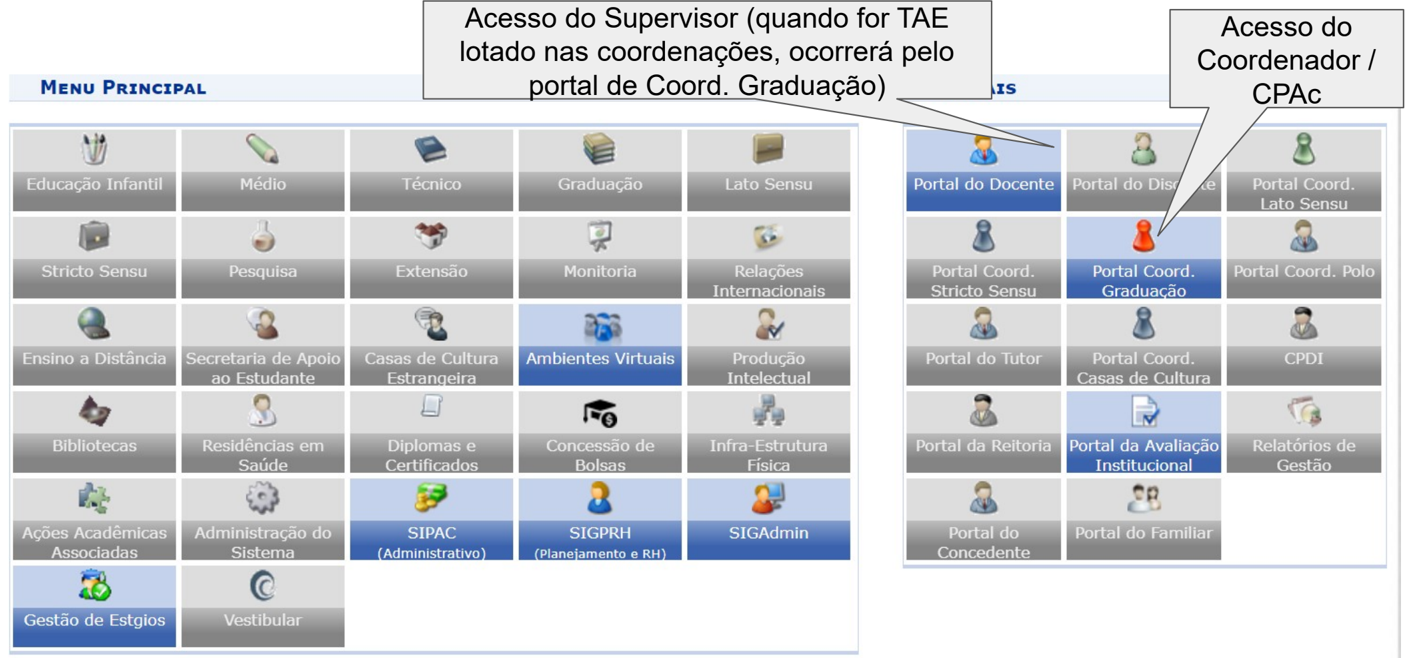 Acesso do Supervisor (quando for TAE
lotado nas coordenações, ocorrerá pelo
portal de Coord. Graduação)
Acesso do
Coordenador /
CPAc
MENU PRINCIPAL
AIS
Educação Infantil
Médio
Técnico
Graduação
Lato Sensu
Stricto Sensu
Pesquisa
Extensão
Monitoria
Relações
Internacionais
Ensino a Distância
Secretaria de Apoio
ao Estudante
Casas de Cultura
Estrangeira
Ambientes Virtuais
Produção
Intelectual
Bibliotecas
Residências em
Saúde
Diplomas e
Certificados
Concessão de
Bolsas
Infra-Estrutura
Física
Ações Acadêmicas
Associadas
Administração do
Sistema
SIPAC
(Administrativo)
SIGPRH
(Planejamento e RH)
SIGAdmin
Gestão de Estgios
Vestibular
Portal do Docente
Portal do Disc te
Portal Coord.
Lato Sensu
Portal Coord.
Stricto Sensu
Portal Coord.
Graduação
Portal Coord. Polo
Portal do Tutor
Portal Coord.
Casas de Cultura
CPDI
Portal da Reitoria
Portal da Avaliação
Institucional
Relatórios de
Gestão
Portal do
Concedente
Portal do Familiar